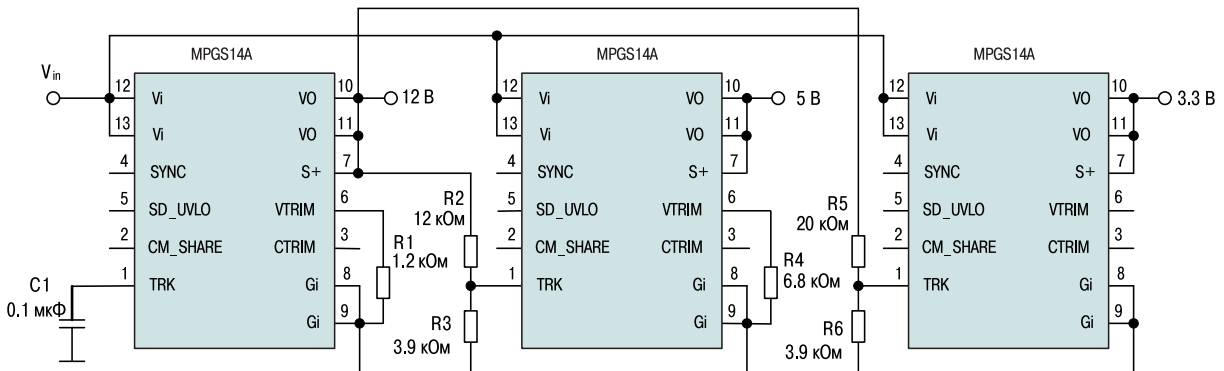 MPGS14A
MPGS14A
MPGS14A
Vin
12
Vi
VO
10
12 В
13
Vi
VO
11
4
SYNC
S+
7
5
SD_UVLO
VTRIM
6
2
CM_SHARE
CTRIM
3
1
TRK
Gi
8
Gi
9
C1
0.1 мкФ
R1
1.2 кОм
R2
12 кОм
R3
3.9 кОм
12
Vi
VO
10
5 В
13
Vi
VO
11
4
SYNC
S+
7
5
SD_UVLO
VTRIM
6
2
CM_SHARE
CTRIM
3
1
TRK
Gi
8
Gi
9
R4
6.8 кОм
R5
20 кОм
R6
3.9 кОм
12
Vi
VO
10
3.3 В
13
Vi
VO
11
4
SYNC
S+
7
5
SD_UVLO
VTRIM
6
2
CM_SHARE
CTRIM
3
1
TRK
Gi
8
Gi
9